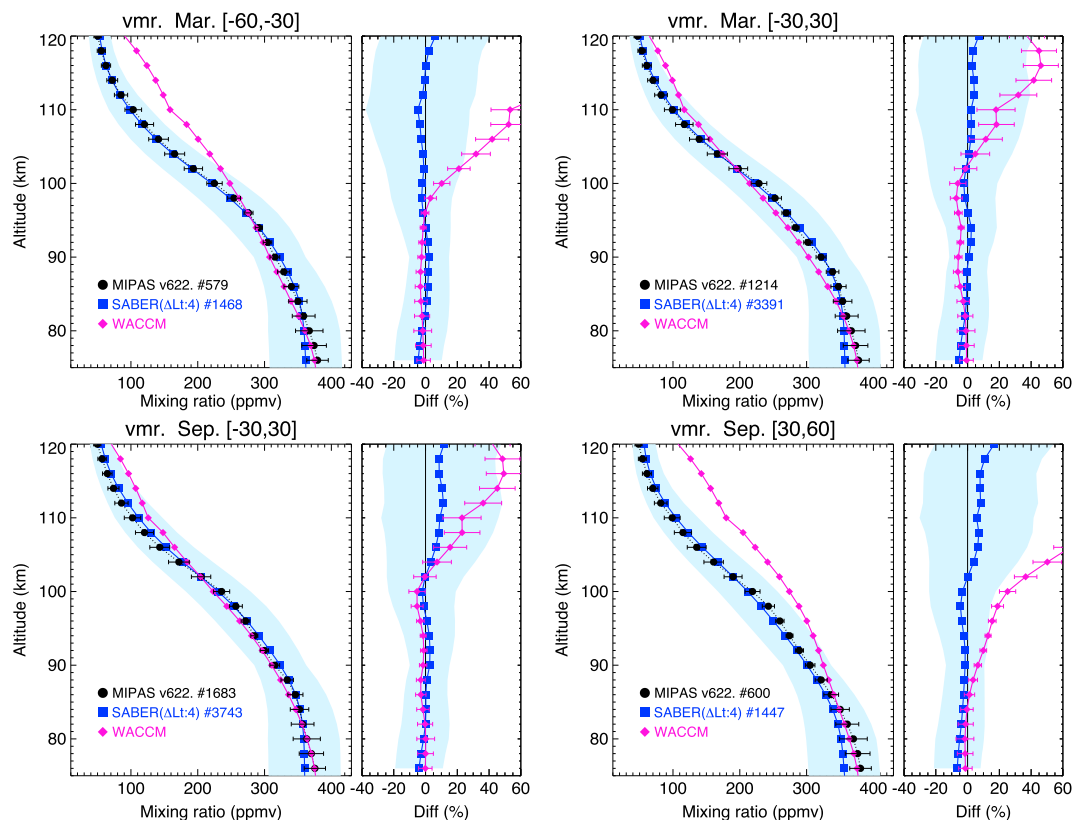 vmr. Mar. [-60,-30]
120
110
100
90
80
Altitude (km)
MIPAS v622. #579
SABER(ΔLt:4) #1468
WACCM
100 200 300 400
Mixing ratio (ppmv)
-40 -20 0 20 40 60
Diff (%)
vmr. Mar. [-30,30]
120
110
100
90
80
Altitude (km)
MIPAS v622. #1214
SABER(ΔLt:4) #3391
WACCM
100 200 300 400
Mixing ratio (ppmv)
-40 -20 0 20 40 60
Diff (%)
vmr. Sep. [-30,30]
120
110
100
90
80
Altitude (km)
MIPAS v622. #1683
SABER(ΔLt:4) #3743
WACCM
100 200 300 400
Mixing ratio (ppmv)
-40 -20 0 20 40 60
Diff (%)
vmr. Sep. [30,60]
120
110
100
90
80
Altitude (km)
MIPAS v622. #600
SABER(ΔLt:4) #1447
WACCM
100 200 300 400
Mixing ratio (ppmv)
-40 -20 0 20 40 60
Diff (%)